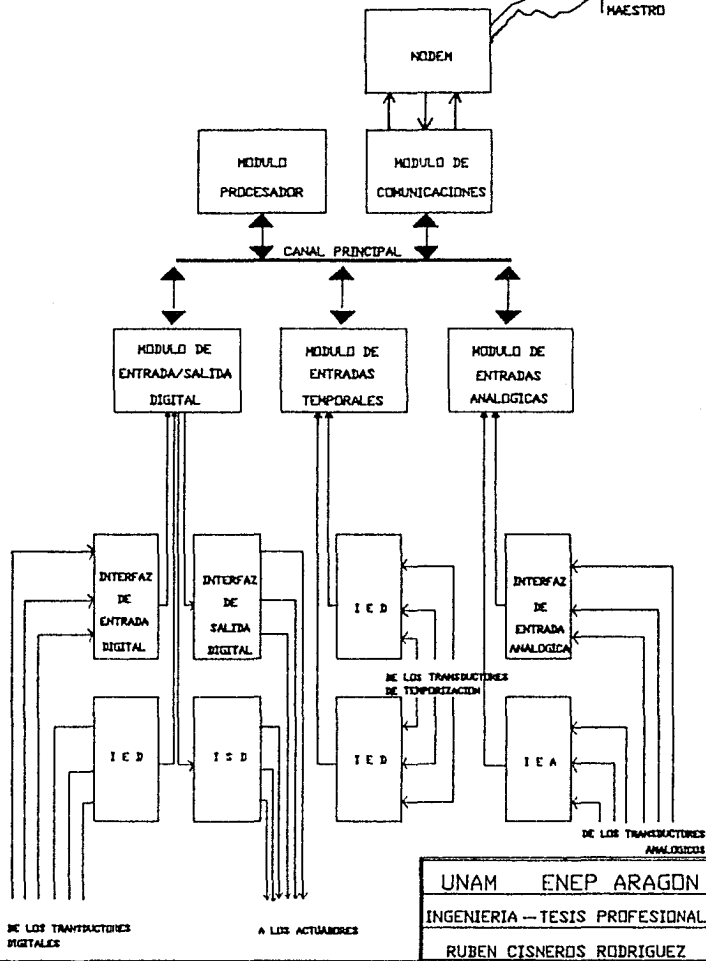 MAESTRO
MODEM
MODULO
PROCESADOR
MODULO DE
COMUNICACIONES
CANAL PRINCIPAL
MODULO DE
ENTRADA/SALIDA
DIGITAL
MODULO DE
ENTRADAS
TEMPORALES
MODULO DE
ENTRADAS
ANALOGICAS
INTERFAZ
DE
ENTRADA
DIGITAL
INTERFAZ
DE
SALIDA
DIGITAL
I E D
INTERFAZ
DE
ENTRADA
ANALOGICA
DE LOS TRANSDUCTORES
DE TEMPORIZACION
I E D
I S D
I E D
I E A
DE LOS TRANSDUCTORES
ANALOGICOS
DE LOS TRANSDUCTORES
DIGITALES
A LOS ACTUADORES
UNAM ENEP ARAGON
INGENIERIA - TESIS PROFESIONAL
RUBEN CISNEROS RODRIGUEZ